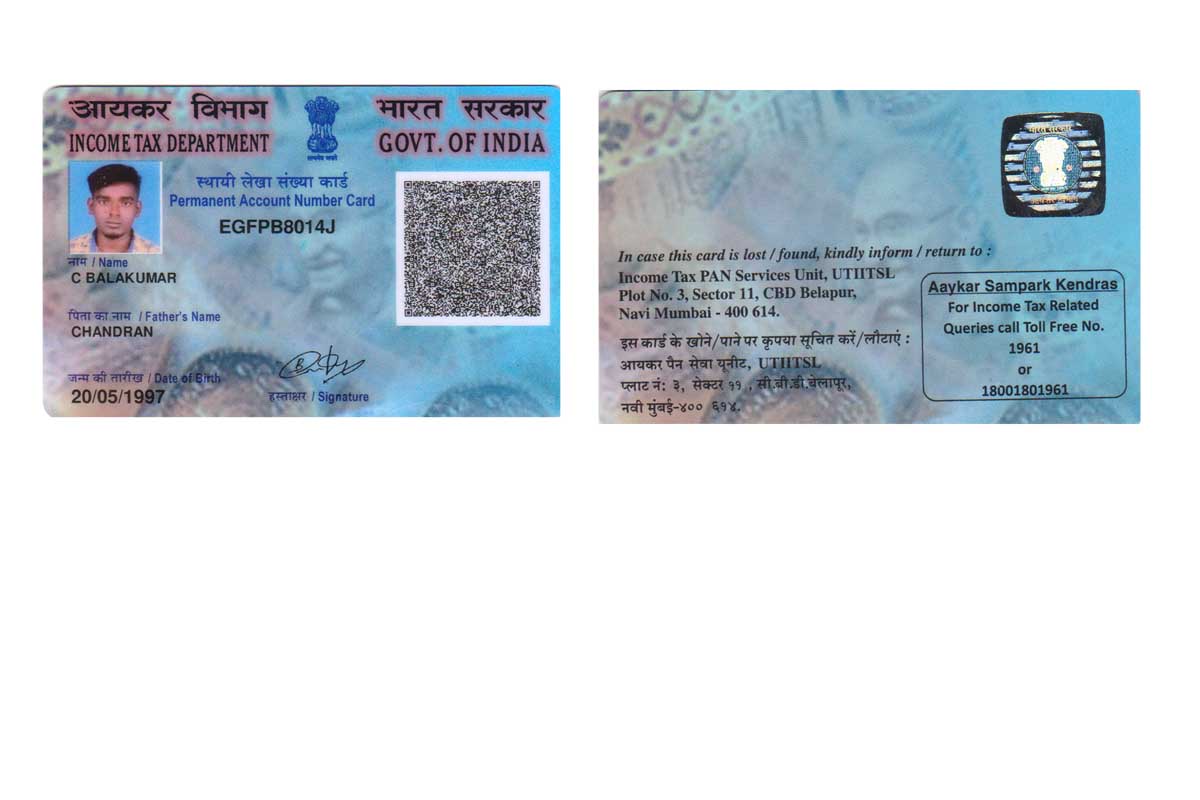 आयकर विभाग
INCOME TAX DEPARTMENT
सत्यमेव जयते
भारत सरकार
GOVT. OF INDIA
स्थायी लेखा संख्या कार्ड
Permanent Account Number Card
EGFPB8014J
नाम / Name
C BALAKUMAR
पिता का नाम / Father's Name
CHANDRAN
जन्म की तारीख / Date of Birth
20/05/1997
हस्ताक्षर / Signature
भारत सरकार
In case this card is lost / found, kindly inform / return to :
Income Tax PAN Services Unit, UTIITSL
Plot No. 3, Sector 11, CBD Belapur,
Navi Mumbai - 400 614.
इस कार्ड के खोने/पाने पर कृपया सूचित करें/लौटाएं :
आयकर पैन सेवा यूनीट, UTIITSL
प्लाट नं: ३, सेक्टर ११ , सी.बी.डी.बेलापूर,
नवी मुंबई-४०० ६१४.
Aaykar Sampark Kendras
For Income Tax Related
Queries call Toll Free No.
1961
or
18001801961